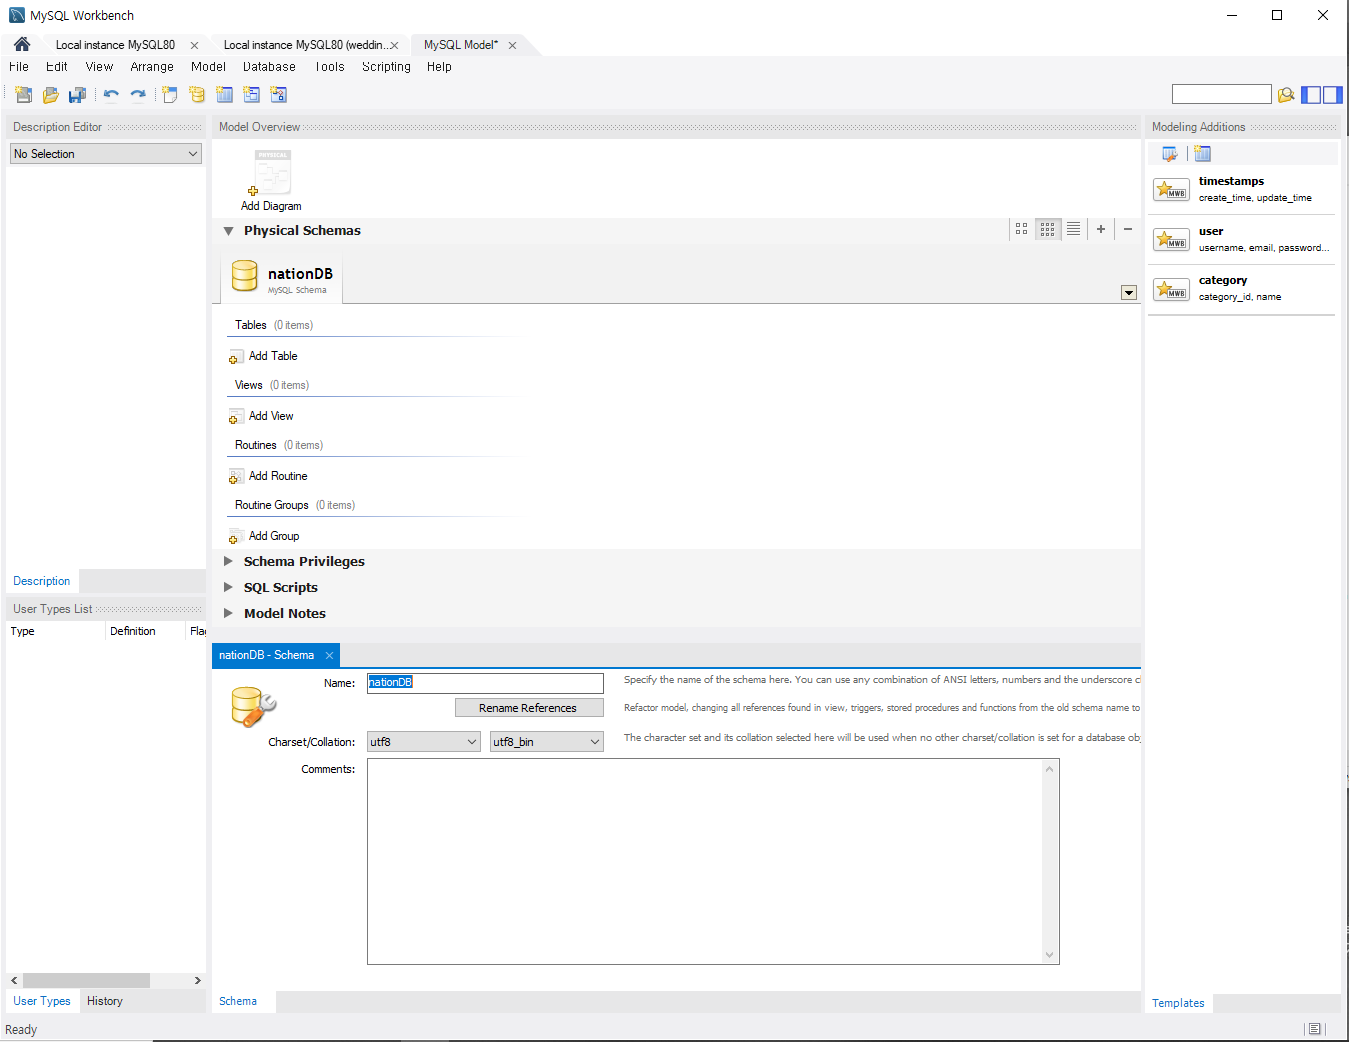 MySQL Workbench
Local instance MySQL80
Local instance MySQL80 (weddin...
MySQL Model*
File Edit View Arrange Model Database Tools Scripting Help
Description Editor
No Selection
Description
User Types List
Type Definition Flag
User Types History
Model Overview
PHYSICAL
Add Diagram
Physical Schemas
nationDB
MySQL Schema
Tables (0 items)
Add Table
Views (0 items)
Add View
Routines (0 items)
Add Routine
Routine Groups (0 items)
Add Group
Schema Privileges
SQL Scripts
Model Notes
nationDB - Schema
Name: nationDB
Specify the name of the schema here. You can use any combination of ANSI letters, numbers and the underscore cl
Rename References
Refactor model, changing all references found in view, triggers, stored procedures and functions from the old schema name to
Charset/Collation: utf8 utf8_bin
The character set and its collation selected here will be used when no other charset/collation is set for a database obj
Comments:
Schema
Modeling Additions
MWB
timestamps
create_time, update_time
MWB
user
username, email, password...
MWB
category
category_id, name
Templates
Ready